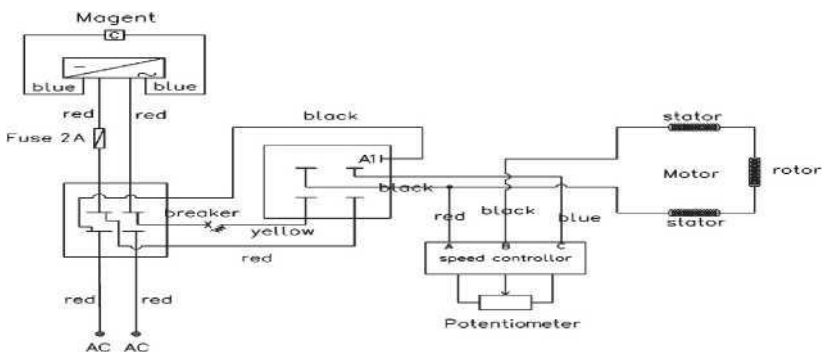 Magent
C
− ~
blue blue
red red
Fuse 2A
black
A1
stator
black
Motor
rotor
breaker
yellow
red
red
black
blue
stator
A B C
speed controllor
red red
Potentiometer
AC AC